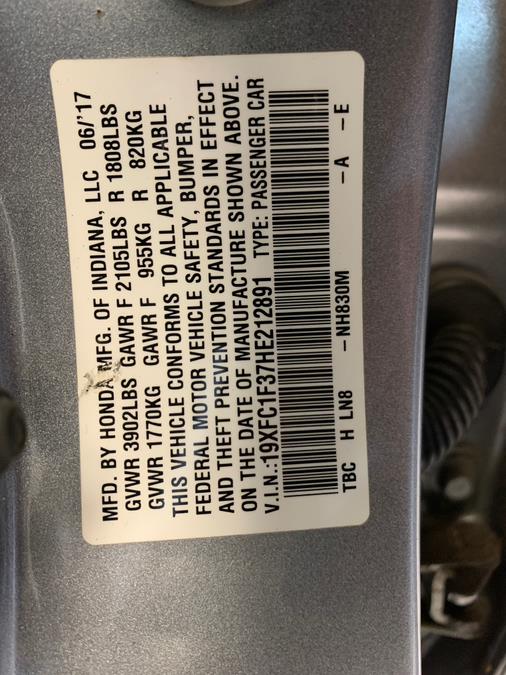 MFD. BY HONDA MFG. OF INDIANA, LLC 06/'17
GVWR 3902LBS GAWR F 2105LBS R 1808LBS
GVWR 1770KG GAWR F 955KG R 820KG
THIS VEHICLE CONFORMS TO ALL APPLICABLE
FEDERAL MOTOR VEHICLE SAFETY, BUMPER,
AND THEFT PREVENTION STANDARDS IN EFFECT
ON THE DATE OF MANUFACTURE SHOWN ABOVE.
V.I.N.:19XFC1F37HE212891 TYPE: PASSENGER CAR
TBC H LN8 -NH830M -A -E